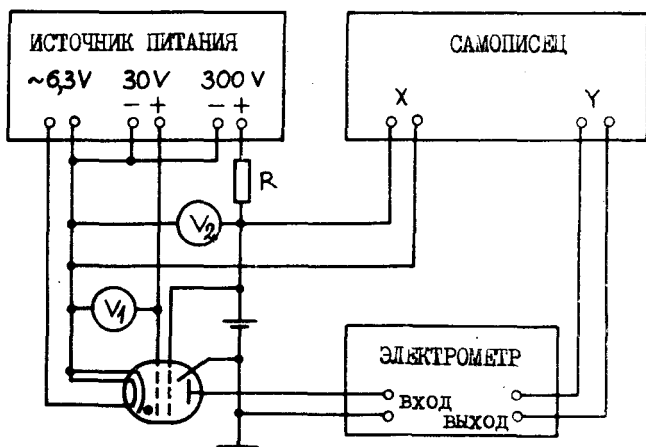 ИСТОЧНИК ПИТАНИЯ
~6,3V 30V 300V
− + − +
САМОПИСЕЦ
X Y
R
V₂
V₁
ЭЛЕКТРОМЕТР
ВХОД
ВЫХОД